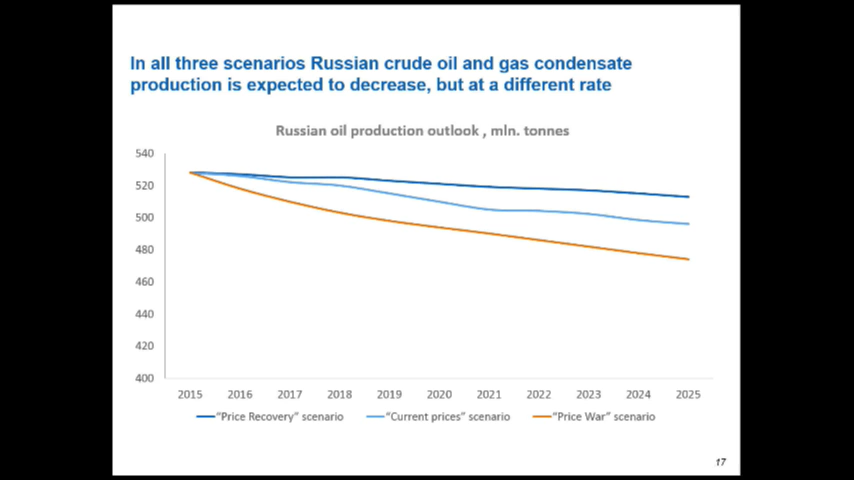 In all three scenarios Russian crude oil and gas condensate
production is expected to decrease, but at a different rate
Russian oil production outlook , mln. tonnes
540
520
500
480
460
440
420
400
2015 2016 2017 2018 2019 2020 2021 2022 2023 2024 2025
"Price Recovery" scenario "Current prices" scenario "Price War" scenario
17